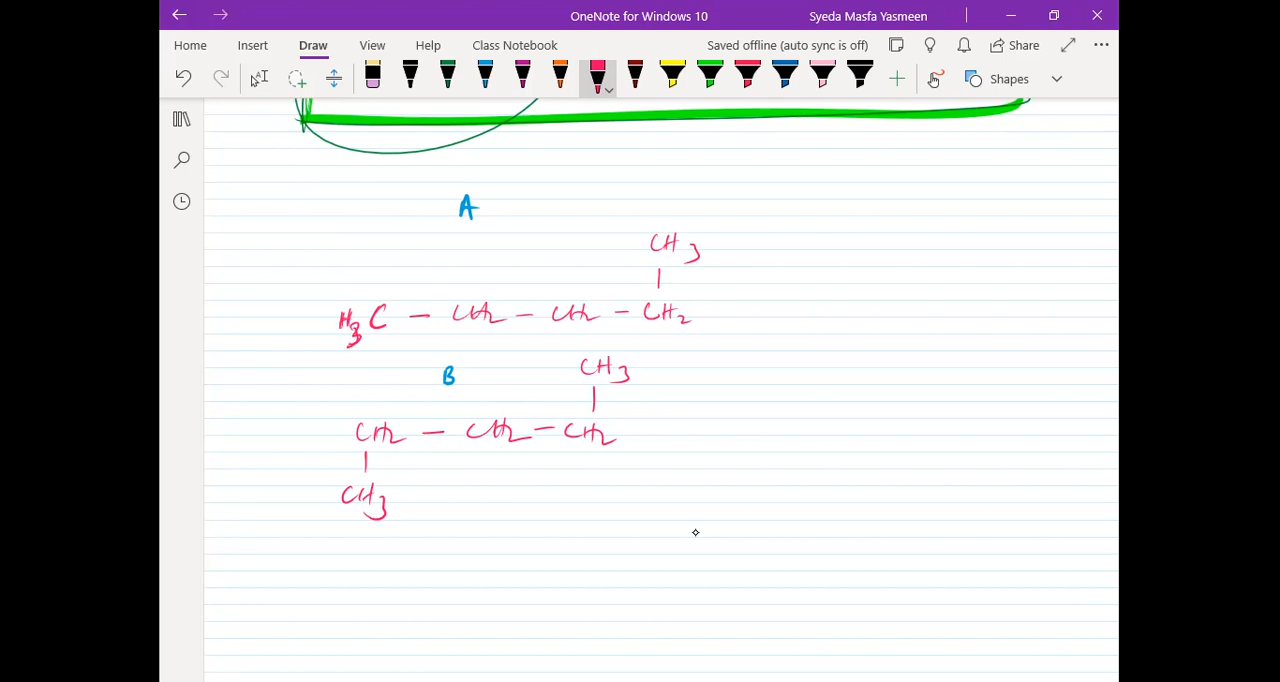 OneNote for Windows 10
Syeda Masfa Yasmeen
Home Insert Draw View Help Class Notebook
Saved offline (auto sync is off)
Share
Shapes
A
CH3
|
H3C – CH2 – CH2 – CH2
B
CH3
|
CH2 – CH2 – CH2
|
CH3